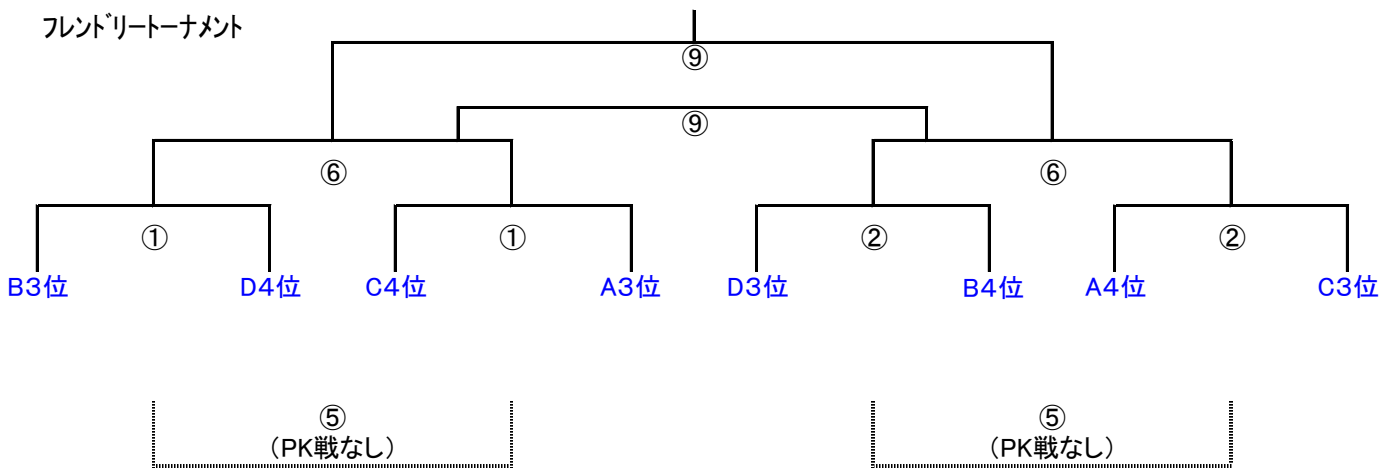 フレンドリートーナメント
⑨
⑨
⑥ ⑥
① ① ② ②
B3位 D4位 C4位 A3位 D3位 B4位 A4位 C3位
⑤ ⑤
（PK戦なし） （PK戦なし）